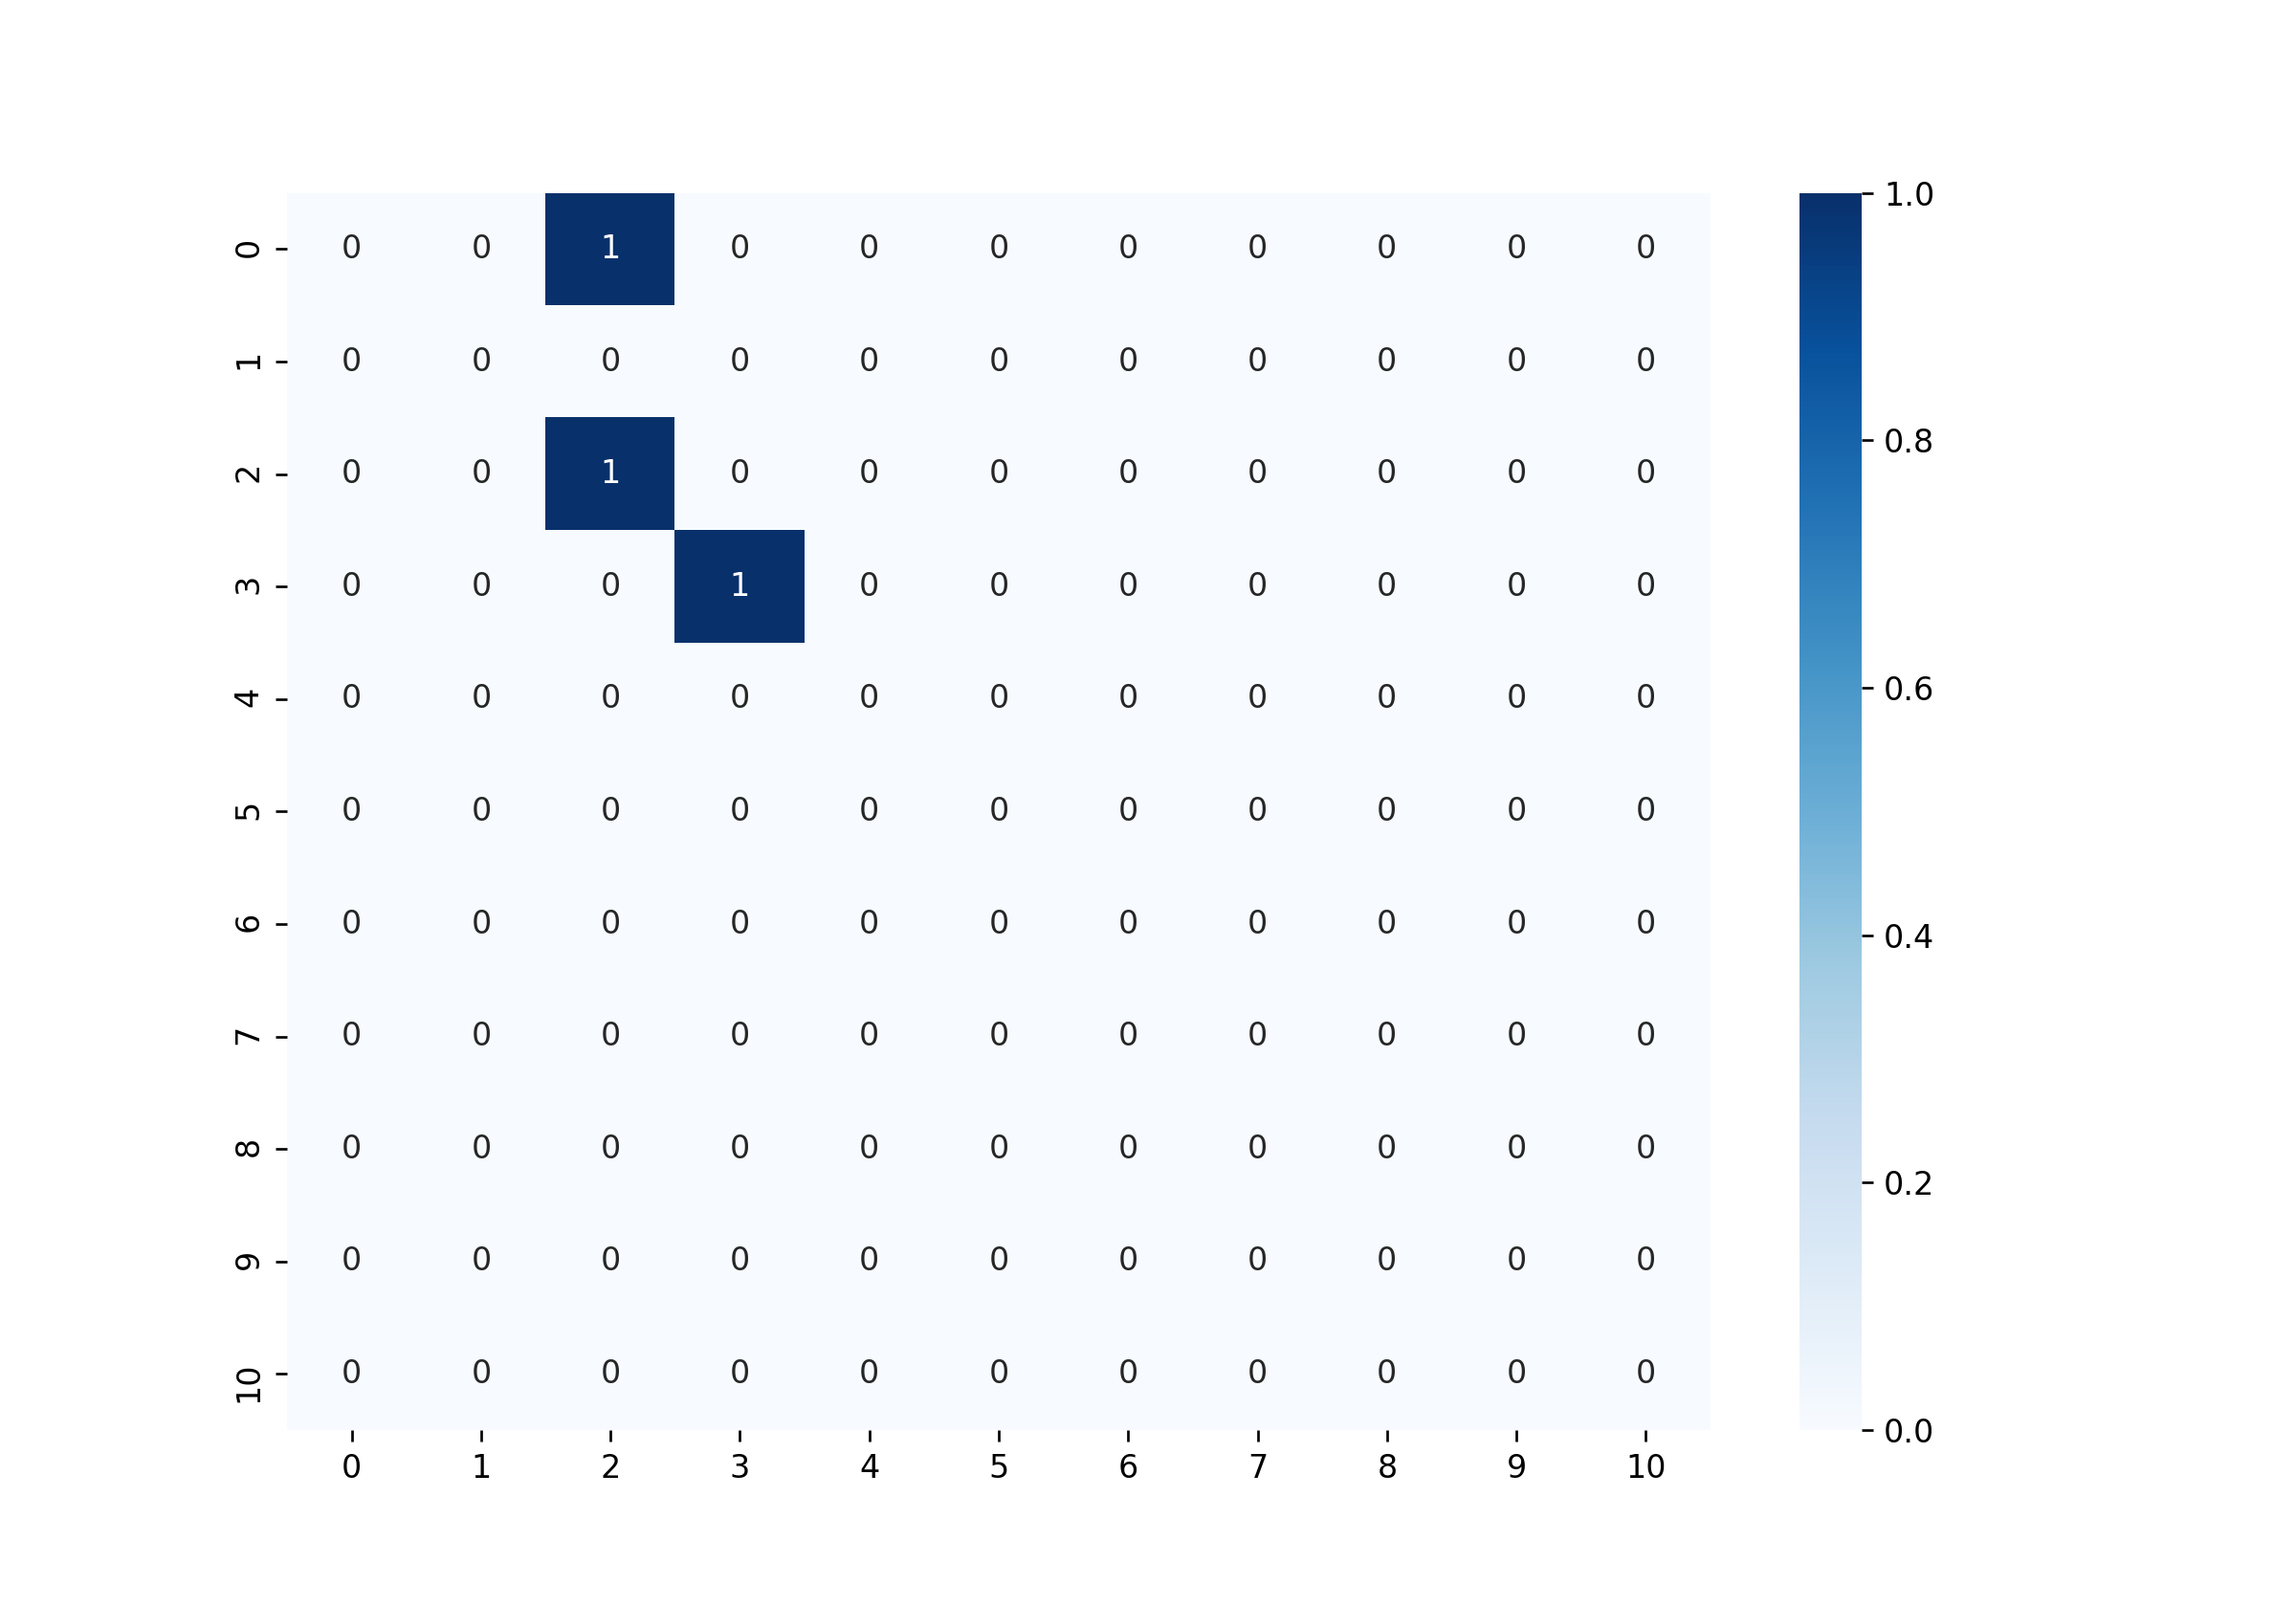 1.0
0 0 0 1 0 0 0 0 0 0 0 0
1 0 0 0 0 0 0 0 0 0 0 0
0.8
2 0 0 1 0 0 0 0 0 0 0 0
3 0 0 0 1 0 0 0 0 0 0 0
0.6
4 0 0 0 0 0 0 0 0 0 0 0
5 0 0 0 0 0 0 0 0 0 0 0
6 0 0 0 0 0 0 0 0 0 0 0
0.4
7 0 0 0 0 0 0 0 0 0 0 0
8 0 0 0 0 0 0 0 0 0 0 0
0.2
9 0 0 0 0 0 0 0 0 0 0 0
10 0 0 0 0 0 0 0 0 0 0 0
0.0
0 1 2 3 4 5 6 7 8 9 10